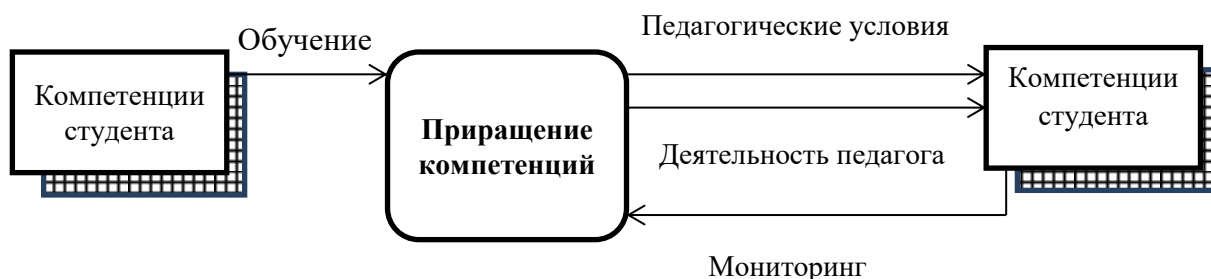 Обучение
Педагогические условия
Компетенции
студента
Приращение
компетенций
Компетенции
студента
Деятельность педагога
Мониторинг